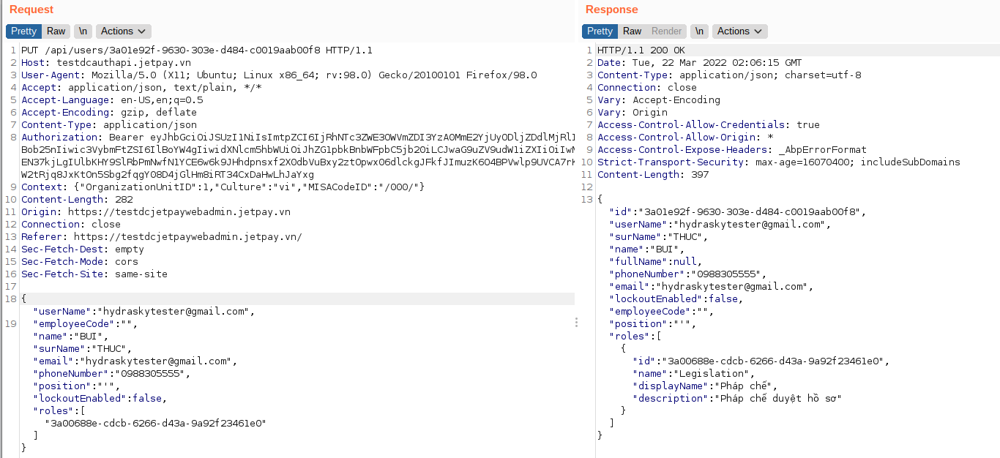 Request
Pretty Raw \n Actions
1 PUT /api/users/3a01e92f-9630-303e-d484-c0019aab00f8 HTTP/1.1
2 Host: testdcauthapi.jetpay.vn
3 User-Agent: Mozilla/5.0 (X11; Ubuntu; Linux x86_64; rv:98.0) Gecko/20100101 Firefox/98.0
4 Accept: application/json, text/plain, */*
5 Accept-Language: en-US,en;q=0.5
6 Accept-Encoding: gzip, deflate
7 Content-Type: application/json
8 Authorization: Bearer
9 Context: {"OrganizationUnitID":1,"Culture":"vi","MISACodeID":"/000/"}
10 Content-Length: 282
11 Origin: https://testdcjetpaywebadmin.jetpay.vn
12 Connection: close
13 Referer: https://testdcjetpaywebadmin.jetpay.vn/
14 Sec-Fetch-Dest: empty
15 Sec-Fetch-Mode: cors
16 Sec-Fetch-Site: same-site
17
18 {
"userName":"hydraskytester@gmail.com",
19 "employeeCode":"",
"name":"BUI",
"surName":"THUC",
"email":"hydraskytester@gmail.com",
"phoneNumber":"0988305555",
"position":"'",
"lockoutEnabled":false,
"roles":[
"3a00688e-cdcb-6266-d43a-9a92f23461e0"
]
}
Response
Pretty Raw Render \n Actions
1 HTTP/1.1 200 OK
2 Date: Tue, 22 Mar 2022 02:06:15 GMT
3 Content-Type: application/json; charset=utf-8
4 Connection: close
5 Vary: Accept-Encoding
6 Vary: Origin
7 Access-Control-Allow-Credentials: true
8 Access-Control-Allow-Origin: *
9 Access-Control-Expose-Headers: _AbpErrorFormat
10 Strict-Transport-Security: max-age=16070400; includeSubDomains
11 Content-Length: 397
12
13 {
"id":"3a01e92f-9630-303e-d484-c0019aab00f8",
"userName":"hydraskytester@gmail.com",
"surName":"THUC",
"name":"BUI",
"fullName":null,
"phoneNumber":"0988305555",
"email":"hydraskytester@gmail.com",
"lockoutEnabled":false,
"employeeCode":"",
"position":"'",
"roles":[
{
"id":"3a00688e-cdcb-6266-d43a-9a92f23461e0",
"name":"Legislation",
"displayName":"Pháp chế",
"description":"Pháp chế duyệt hồ sơ"
}
]
}